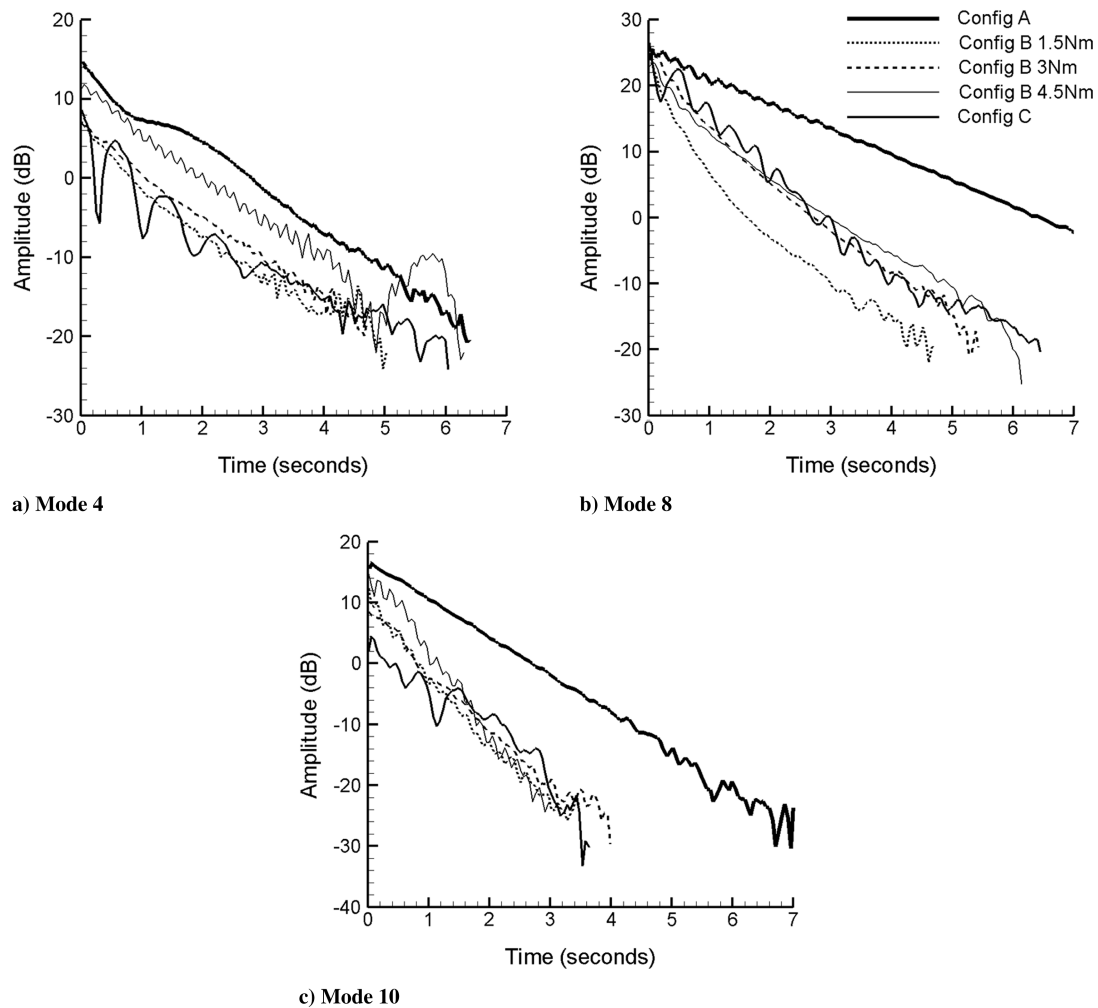 20
10
0
-10
-20
-30
Amplitude (dB)
0 1 2 3 4 5 6 7
Time (seconds)
a) Mode 4
30
20
10
0
-10
-20
-30
Amplitude (dB)
0 1 2 3 4 5 6 7
Time (seconds)
Config A
Config B 1.5Nm
Config B 3Nm
Config B 4.5Nm
Config C
b) Mode 8
20
10
0
-10
-20
-30
-40
Amplitude (dB)
0 1 2 3 4 5 6 7
Time (seconds)
c) Mode 10